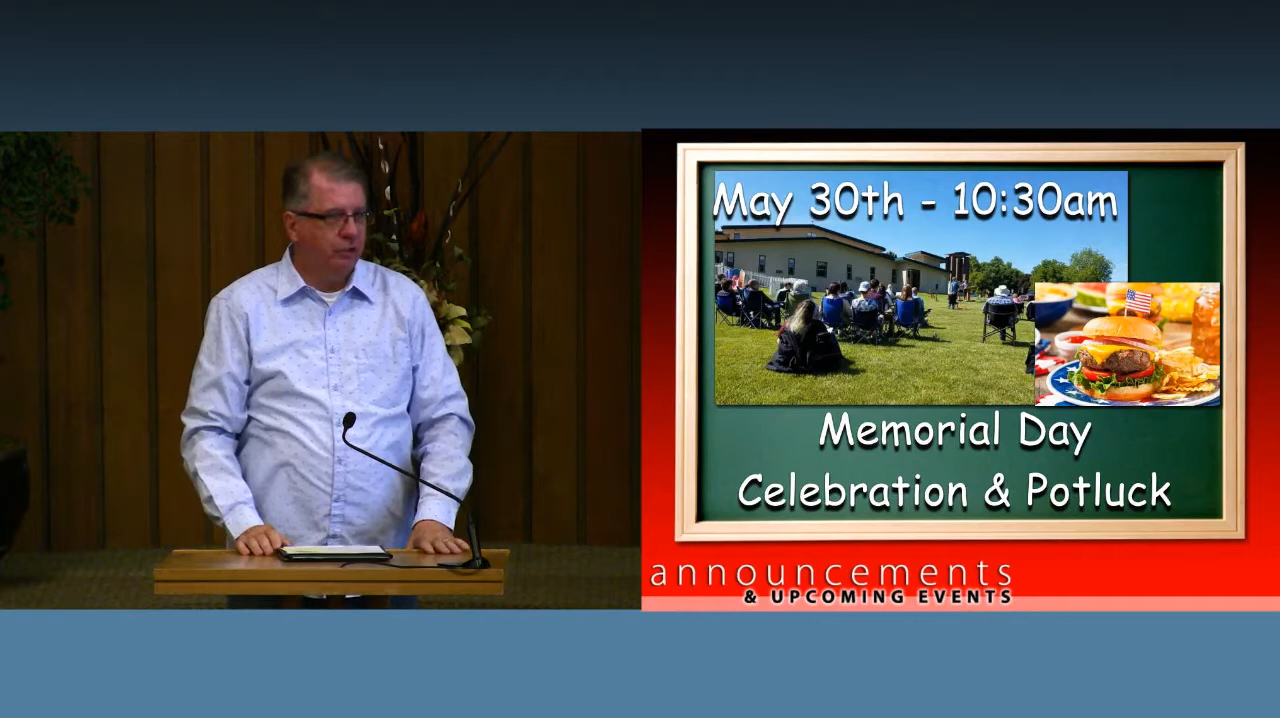 May 30th - 10:30am
Memorial Day
Celebration & Potluck
announcements
& UPCOMING EVENTS